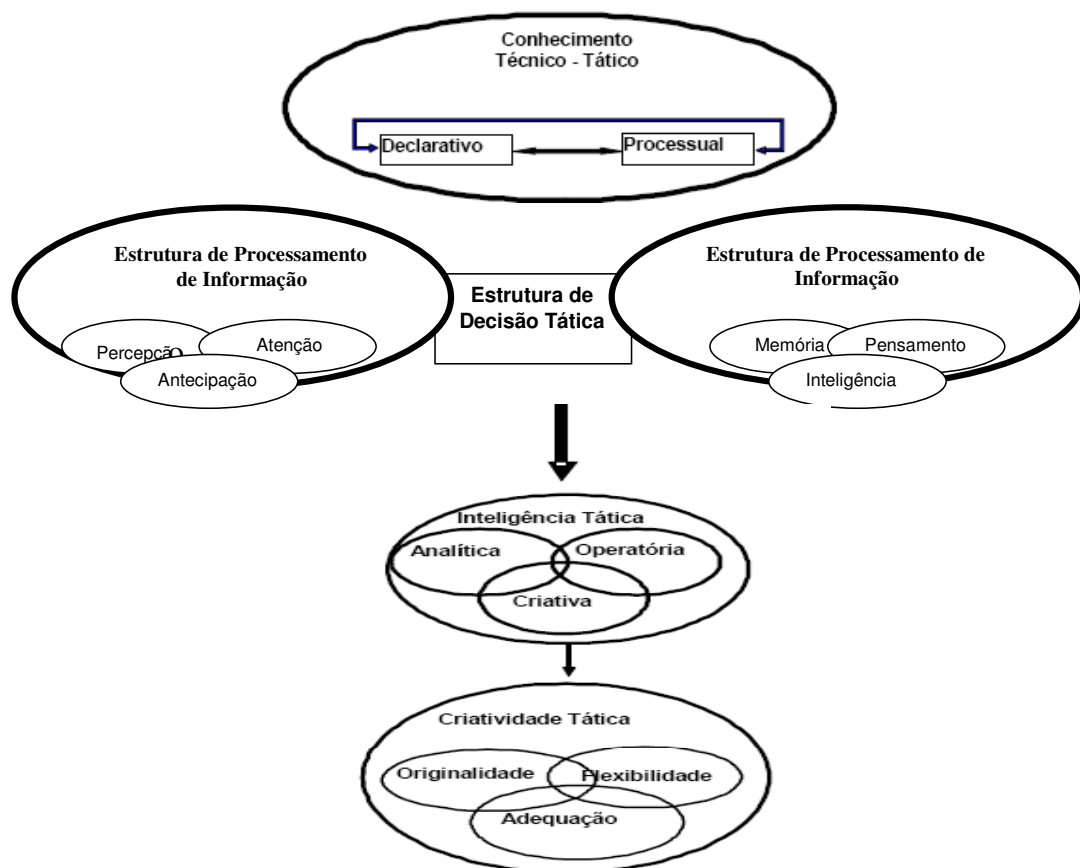 Conhecimento
Técnico - Tático
Declarativo
Processual
Estrutura de Processamento
de Informação
Percepção
Atenção
Antecipação
Estrutura de
Decisão Tática
Estrutura de Processamento de
Informação
Memória
Pensamento
Inteligência
Inteligência Tática
Analítica
Operatória
Criativa
Criatividade Tática
Originalidade
Flexibilidade
Adequação